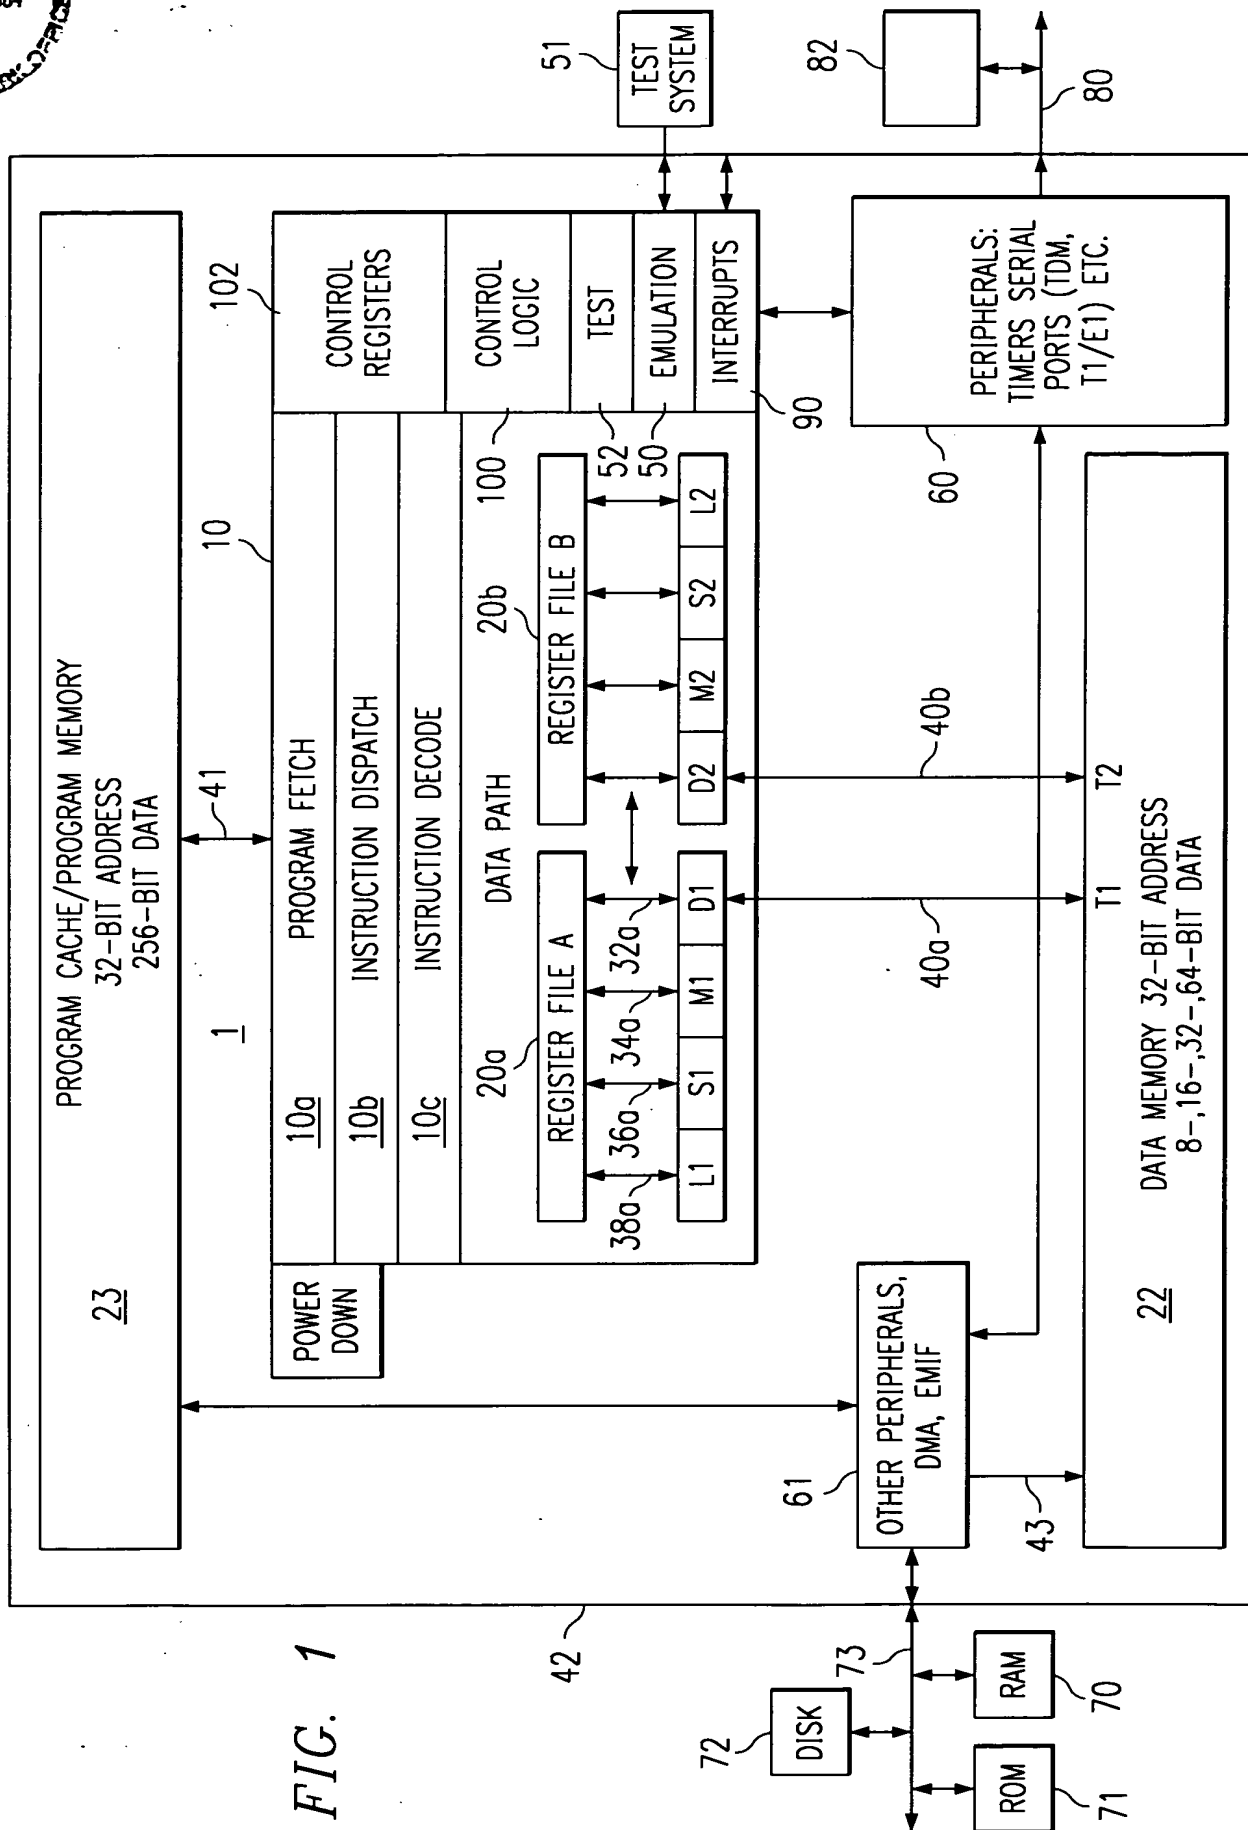 FIG. 1
42
PROGRAM CACHE/PROGRAM MEMORY
32-BIT ADDRESS
256-BIT DATA
23
41
1
10
102
POWER
DOWN
10a
PROGRAM FETCH
10b
INSTRUCTION DISPATCH
10c
INSTRUCTION DECODE
CONTROL
REGISTERS
CONTROL
LOGIC
TEST
EMULATION
INTERRUPTS
DATA PATH
100
52
50
90
20a
20b
REGISTER FILE A
REGISTER FILE B
38a
36a
34a
32a
L1
S1
M1
D1
D2
M2
S2
L2
51
TEST
SYSTEM
82
80
40a
40b
60
PERIPHERALS:
TIMERS SERIAL
PORTS (TDM,
T1/E1) ETC.
61
OTHER PERIPHERALS,
DMA, EMIF
43
T1
T2
DATA MEMORY 32-BIT ADDRESS
8-,16-,32-,64-BIT DATA
22
72
DISK
73
RAM
70
ROM
71